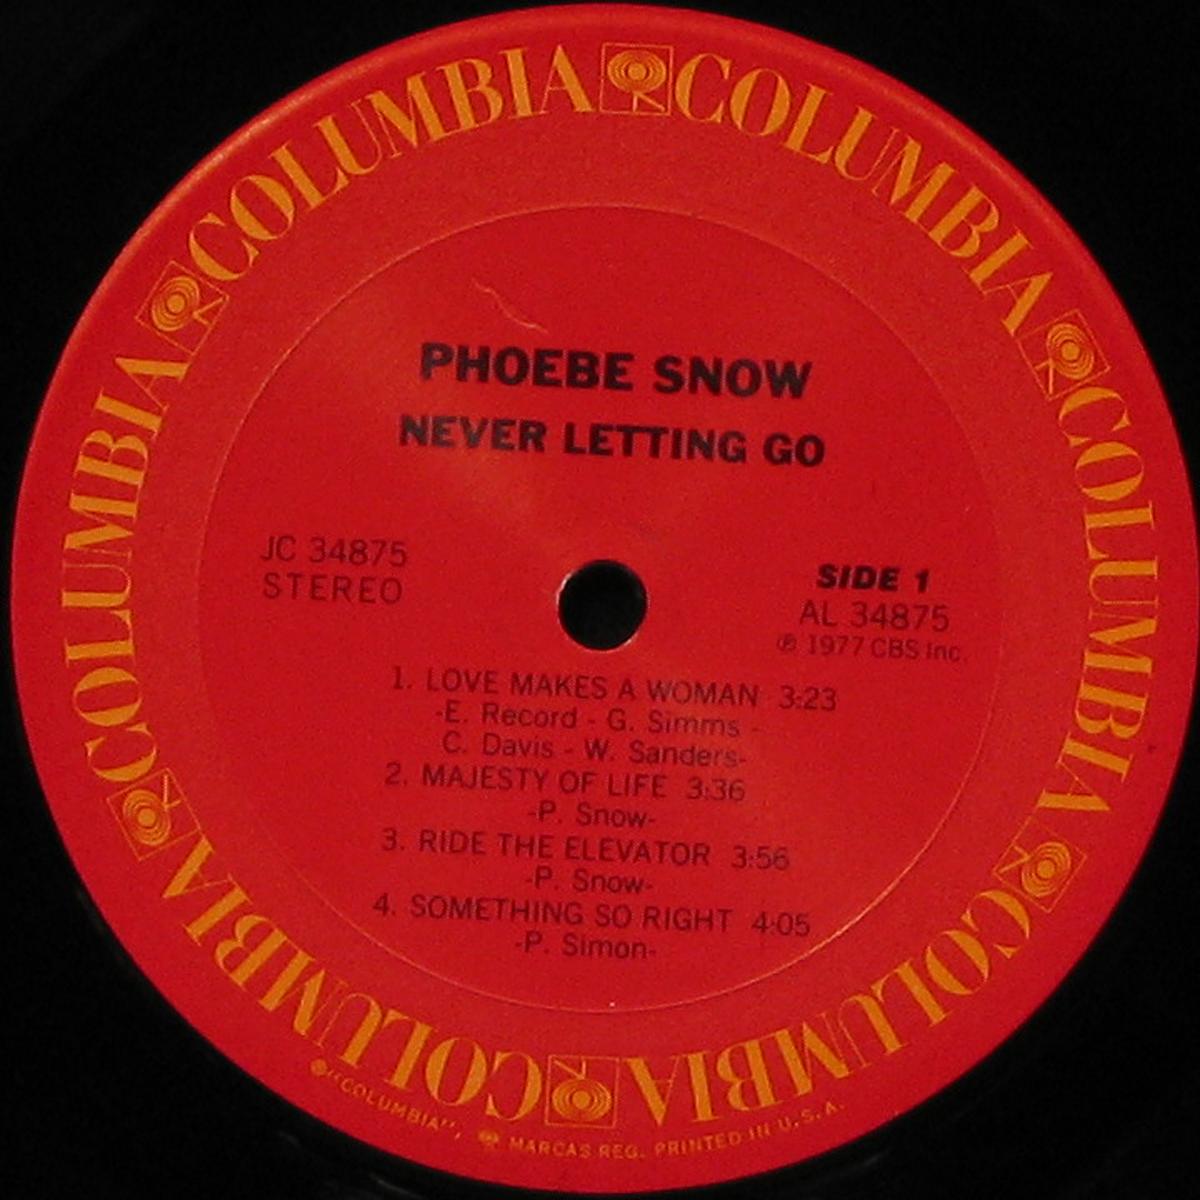 COLUMBIA COLUMBIA COLUMBIA COLUMBIA COLUMBIA COLUMBIA
PHOEBE SNOW
NEVER LETTING GO
JC 34875
STEREO
SIDE 1
AL 34875
℗ 1977 CBS Inc.
1. LOVE MAKES A WOMAN 3:23
-E. Record - G. Simms -
C. Davis - W. Sanders-
2. MAJESTY OF LIFE 3:36
-P. Snow-
3. RIDE THE ELEVATOR 3:56
-P. Snow-
4. SOMETHING SO RIGHT 4:05
-P. Simon-
"COLUMBIA", MARCAS REG. PRINTED IN U.S.A.